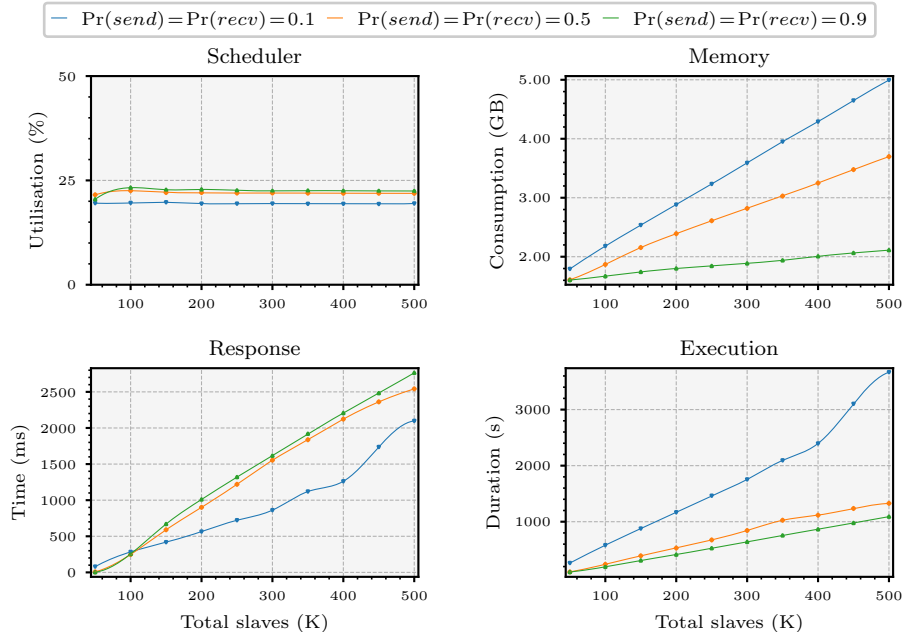 Pr(send)=Pr(recv)=0.1 Pr(send)=Pr(recv)=0.5 Pr(send)=Pr(recv)=0.9
Scheduler
Utilisation (%)
50
25
0
100 200 300 400 500
Memory
Consumption (GB)
5.00
4.00
3.00
2.00
100 200 300 400 500
Response
Time (ms)
2500
2000
1500
1000
500
0
100 200 300 400 500
Total slaves (K)
Execution
Duration (s)
3000
2000
1000
100 200 300 400 500
Total slaves (K)